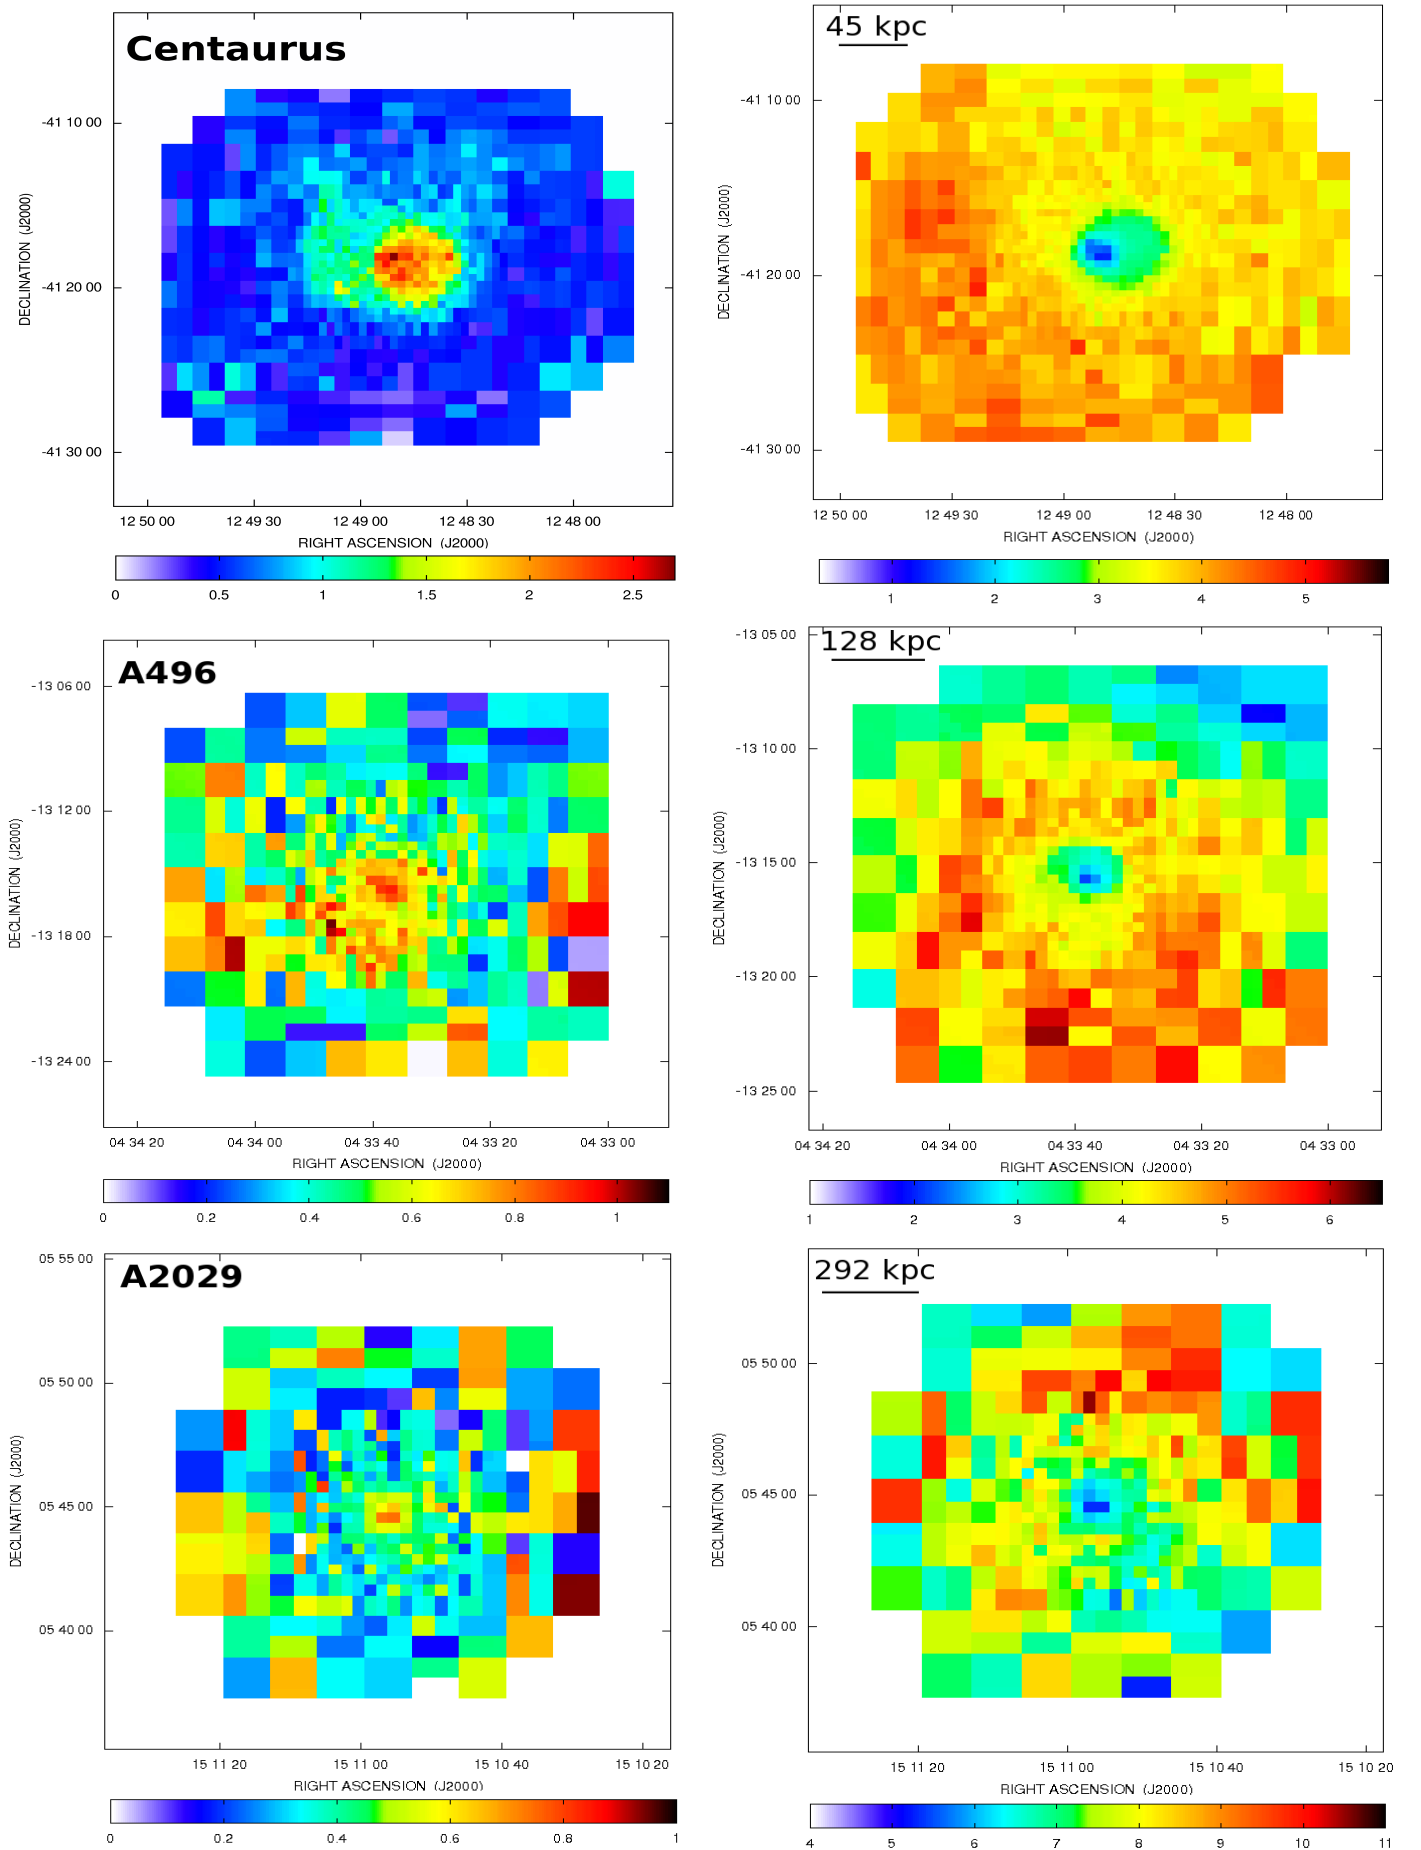 Centaurus
-41 10 00
-41 20 00
-41 30 00
DECLINATION (J2000)
12 50 00 12 49 30 12 49 00 12 48 30 12 48 00
RIGHT ASCENSION (J2000)
0 0.5 1 1.5 2 2.5
45 kpc
-41 10 00
-41 20 00
-41 30 00
DECLINATION (J2000)
12 50 00 12 49 30 12 49 00 12 48 30 12 48 00
RIGHT ASCENSION (J2000)
1 2 3 4 5
A496
-13 06 00
-13 12 00
-13 18 00
-13 24 00
DECLINATION (J2000)
04 34 20 04 34 00 04 33 40 04 33 20 04 33 00
RIGHT ASCENSION (J2000)
0 0.2 0.4 0.6 0.8 1
128 kpc
-13 05 00
-13 10 00
-13 15 00
-13 20 00
-13 25 00
DECLINATION (J2000)
04 34 20 04 34 00 04 33 40 04 33 20 04 33 00
RIGHT ASCENSION (J2000)
1 2 3 4 5 6
A2029
05 55 00
05 50 00
05 45 00
05 40 00
DECLINATION (J2000)
15 11 20 15 11 00 15 10 40 15 10 20
RIGHT ASCENSION (J2000)
0 0.2 0.4 0.6 0.8 1
292 kpc
05 50 00
05 45 00
05 40 00
DECLINATION (J2000)
15 11 20 15 11 00 15 10 40 15 10 20
RIGHT ASCENSION (J2000)
4 5 6 7 8 9 10 11